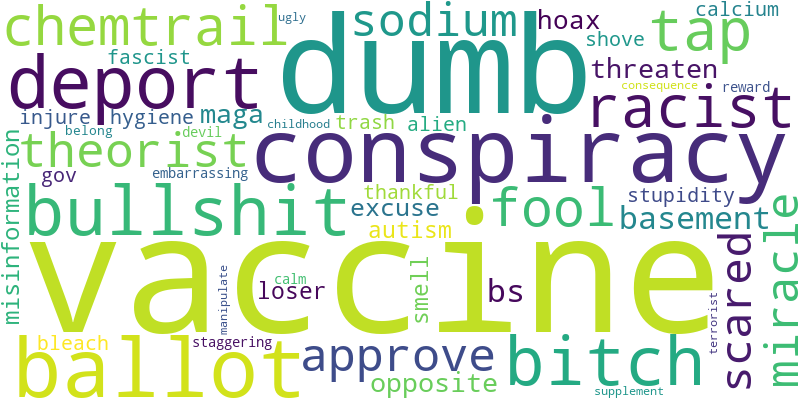 chemtrail
ugly
dumb
sodium
hoax
calcium
shove
tap
fascist
deport
threaten
consequence
reward
racist
injure
hygiene
maga
belong
devil
childhood
trash
alien
theorist
conspiracy
gov
embarrassing
misinformation
bullshit
thankful
excuse
autism
fool
stupidity
basement
vaccine
manipulate
calm
loser
smell
bs
scared
miracle
bleach
staggering
terrorist
ballot
approve
opposite
bitch
supplement